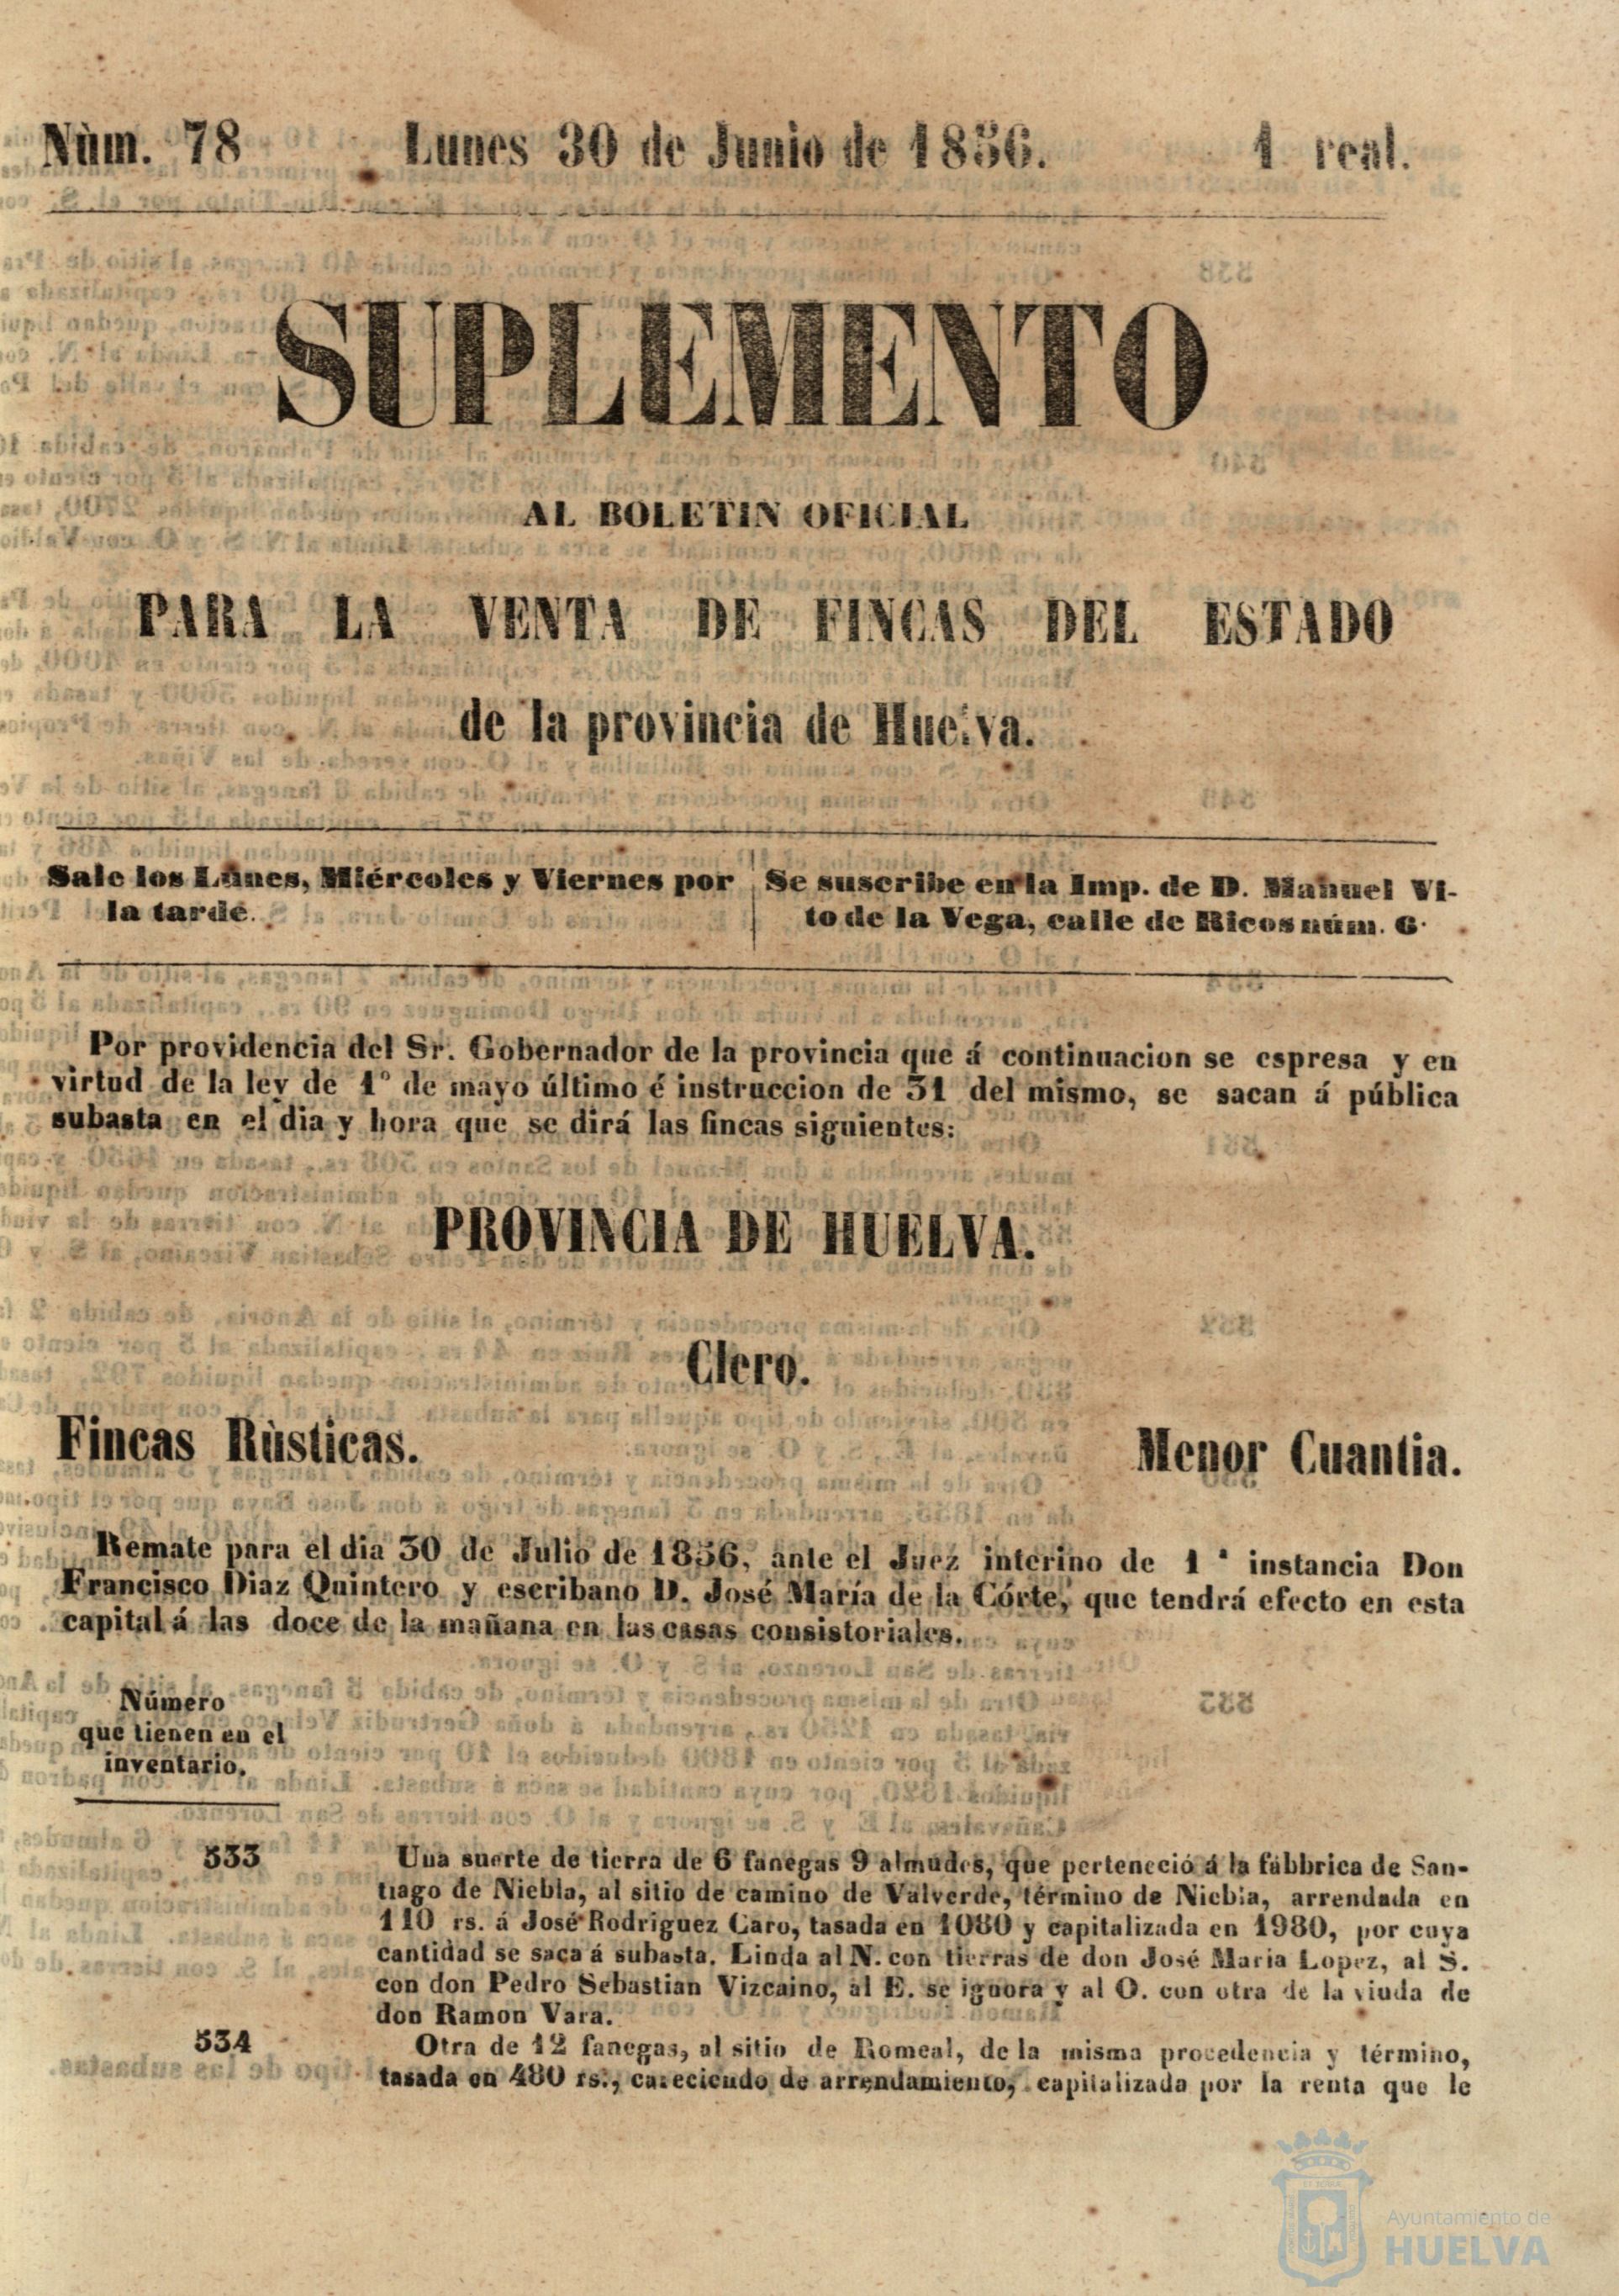 Nùm. 78 Lunes 30 de Junio de 1856. 1 real.
SUPLEMENTO
AL BOLETIN OFICIAL
PARA LA VENTA DE FINCAS DEL ESTADO
de la provincia de Huelva.
Sale los Lúnes, Miércoles y Viernes por
la tarde.
Se suscribe en la Imp. de D. Manuel Vi-
to de la Vega, calle de Ricos núm. 6
Por providencia del Sr. Gobernador de la provincia que á continuacion se espresa y en
virtud de la ley de 1º de mayo último é instruccion de 31 del mismo, se sacan á pública
subasta en el dia y hora que se dirá las fincas siguientes:
PROVINCIA DE HUELVA.
Clero.
Fincas Rùsticas. Menor Cuantia.
Remate para el dia 30 de Julio de 1856, ante el Juez interino de 1ª instancia Don
Francisco Diaz Quintero y escribano D. José María de la Córte, que tendrá efecto en esta
capital á las doce de la mañana en las casas consistoriales.
Número
que tienen en el
inventario.
533 Una suerte de tierra de 6 fanegas 9 almudes, que perteneció á la fábbrica de San-
tiago de Niebla, al sitio de camino de Valverde, término de Niebla, arrendada en
110 rs. á José Rodriguez Caro, tasada en 1080 y capitalizada en 1980, por cuya
cantidad se saca á subasta. Linda al N. con tierras de don José Maria Lopez, al S.
con don Pedro Sebastian Vizcaino, al E. se ignora y al O. con otra de la viuda de
don Ramon Vara.
534 Otra de 12 fanegas, al sitio de Romeal, de la misma procedencia y término,
tasada en 480 rs., careciendo de arrendamiento, capitalizada por la renta que le
Ayuntamiento de
HUELVA